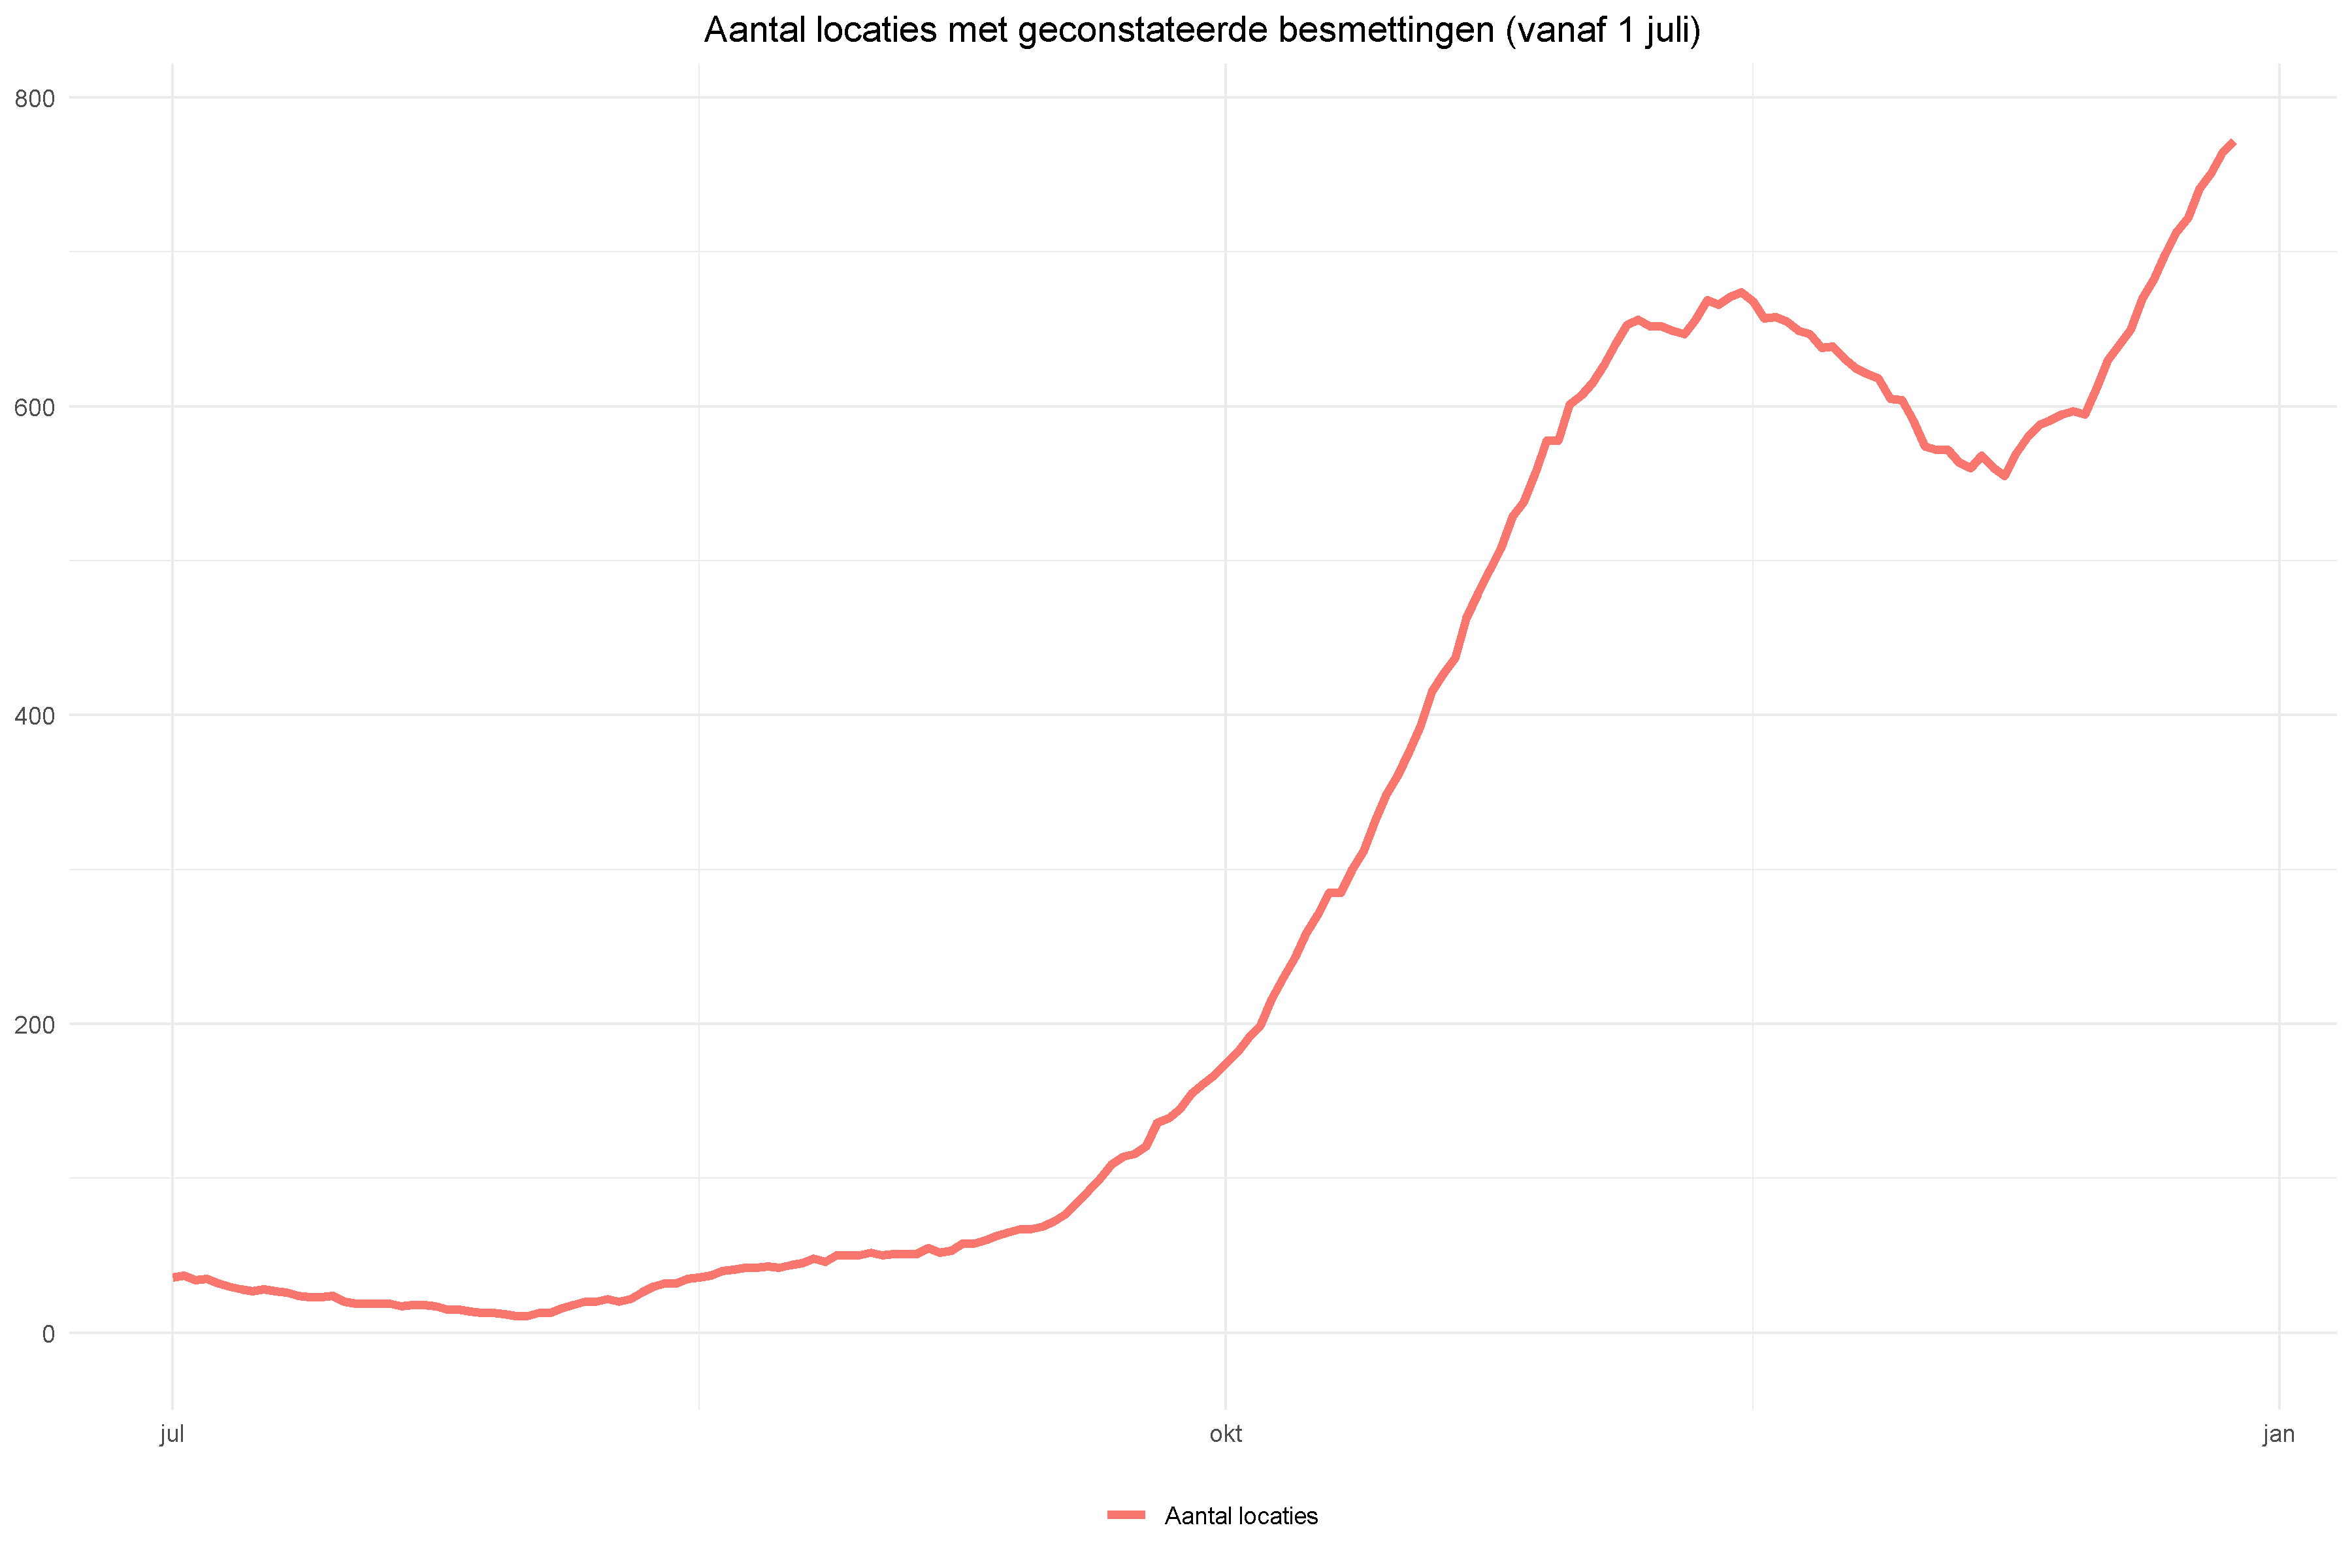 Aantal locaties met geconstateerde besmettingen (vanaf 1 juli)
800
600
400
200
0
jul okt jan
Aantal locaties